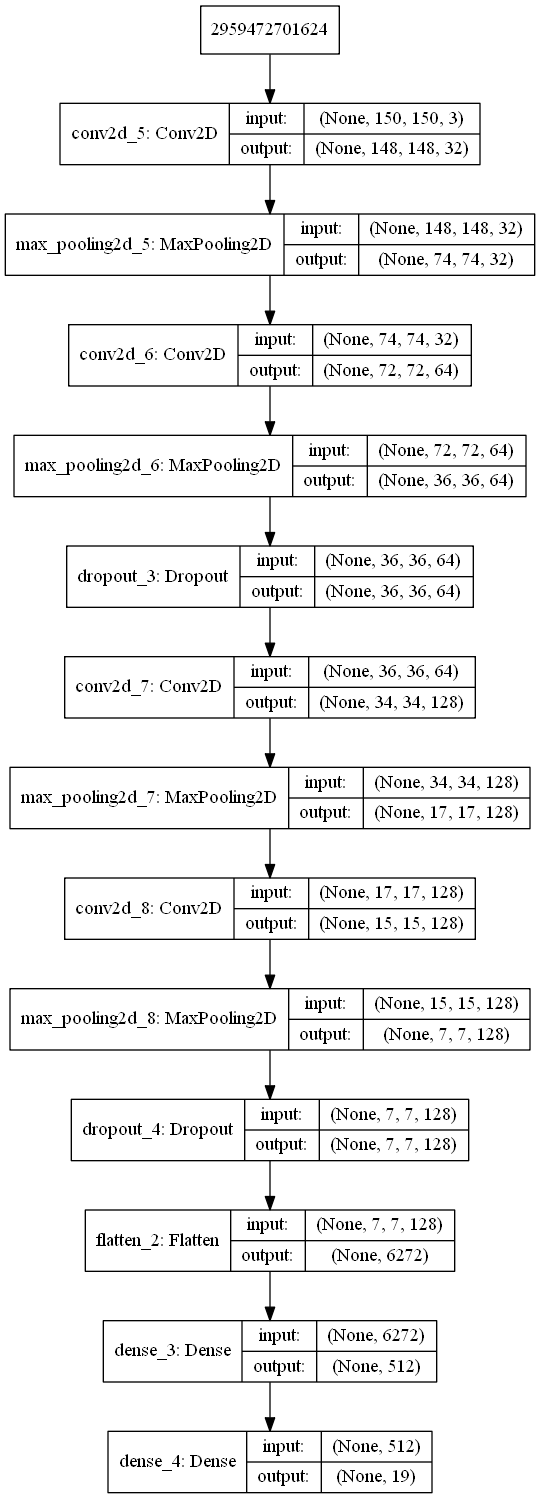 2959472701624
conv2d_5: Conv2D
input: (None, 150, 150, 3)
output: (None, 148, 148, 32)
max_pooling2d_5: MaxPooling2D
input: (None, 148, 148, 32)
output: (None, 74, 74, 32)
conv2d_6: Conv2D
input: (None, 74, 74, 32)
output: (None, 72, 72, 64)
max_pooling2d_6: MaxPooling2D
input: (None, 72, 72, 64)
output: (None, 36, 36, 64)
dropout_3: Dropout
input: (None, 36, 36, 64)
output: (None, 36, 36, 64)
conv2d_7: Conv2D
input: (None, 36, 36, 64)
output: (None, 34, 34, 128)
max_pooling2d_7: MaxPooling2D
input: (None, 34, 34, 128)
output: (None, 17, 17, 128)
conv2d_8: Conv2D
input: (None, 17, 17, 128)
output: (None, 15, 15, 128)
max_pooling2d_8: MaxPooling2D
input: (None, 15, 15, 128)
output: (None, 7, 7, 128)
dropout_4: Dropout
input: (None, 7, 7, 128)
output: (None, 7, 7, 128)
flatten_2: Flatten
input: (None, 7, 7, 128)
output: (None, 6272)
dense_3: Dense
input: (None, 6272)
output: (None, 512)
dense_4: Dense
input: (None, 512)
output: (None, 19)